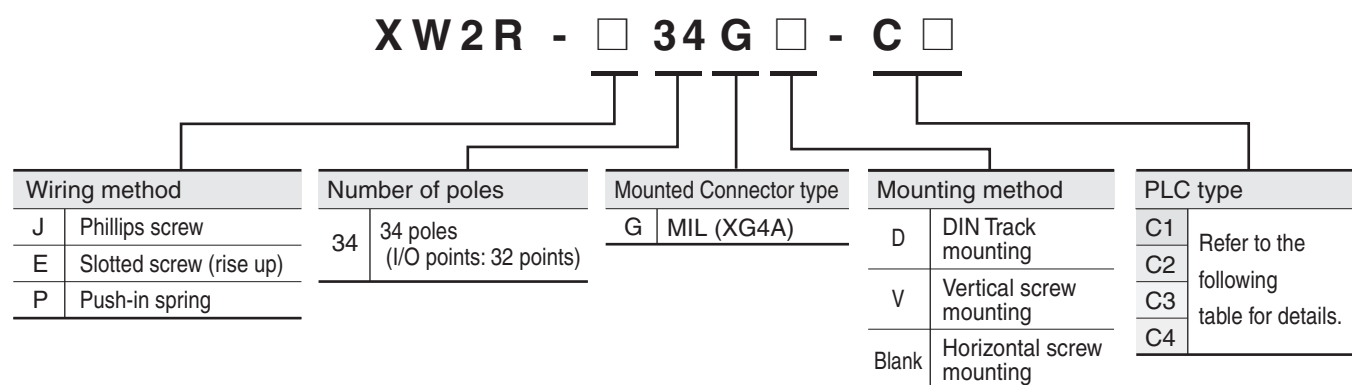 XW2R - □ 34 G □ - C □
Wiring method
J Phillips screw
E Slotted screw (rise up)
P Push-in spring
Number of poles
34 34 poles
(I/O points: 32 points)
Mounted Connector type
G MIL (XG4A)
Mounting method
D DIN Track
mounting
V Vertical screw
mounting
Blank Horizontal screw
mounting
PLC type
C1
C2
C3
C4
Refer to the
following
table for details.